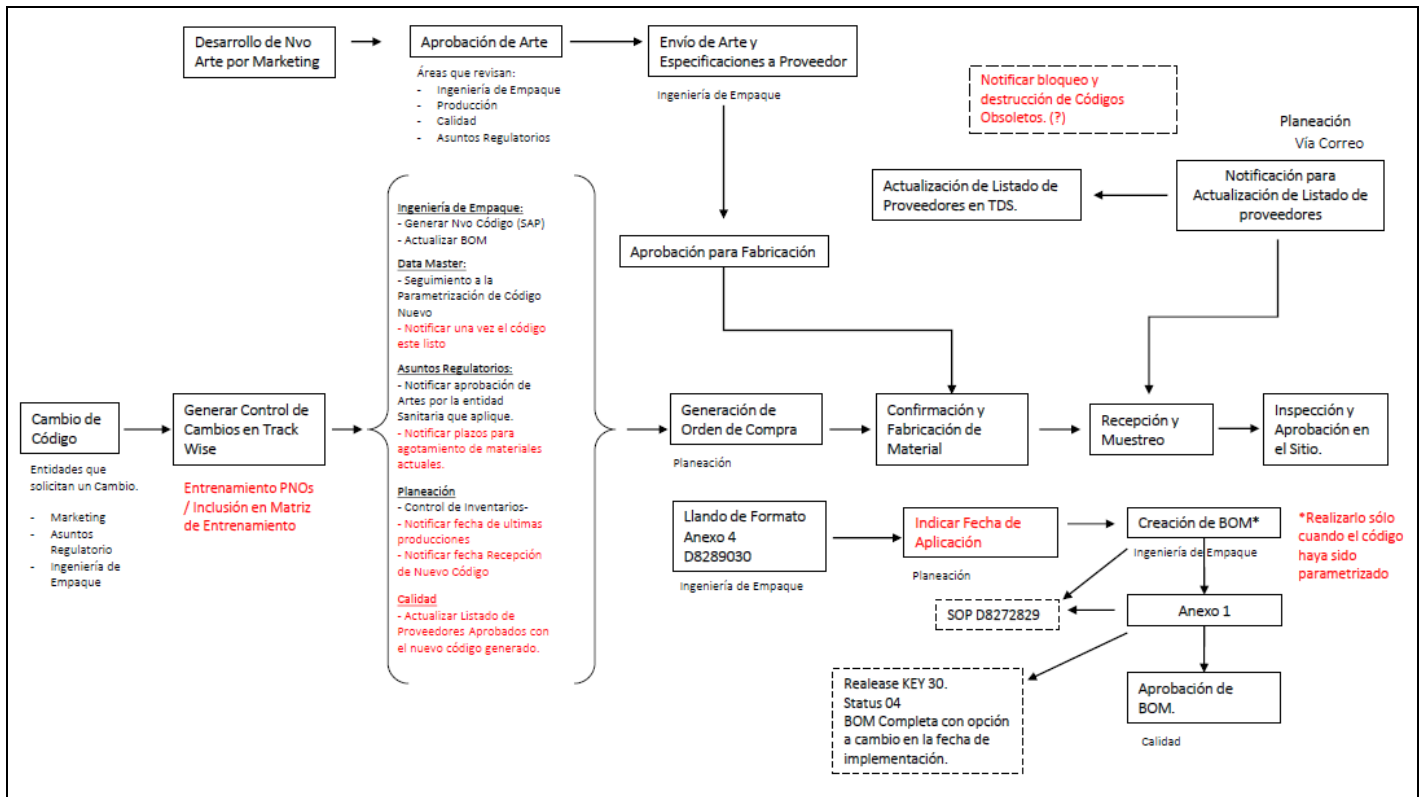 Desarrollo de Nvo
Arte por Marketing
Aprobación de Arte
Áreas que revisan:
- Ingeniería de Empaque
- Producción
- Calidad
- Asuntos Regulatorios
Envío de Arte y
Especificaciones a Proveedor
Ingeniería de Empaque
Notificar bloqueo y
destrucción de Códigos
Obsoletos. (?)
Planeación
Vía Correo
Notificación para
Actualización de Listado de
proveedores
Actualización de Listado de
Proveedores en TDS.
Aprobación para Fabricación
Cambio de
Código
Entidades que
solicitan un Cambio.
- Marketing
- Asuntos
Regulatorio
- Ingeniería de
Empaque
Generar Control de
Cambios en Track
Wise
Entrenamiento PNOs
/ Inclusión en Matriz
de Entrenamiento
Ingeniería de Empaque:
- Generar Nvo Código (SAP)
- Actualizar BOM
Data Master:
- Seguimiento a la
Parametrización de Código
Nuevo
- Notificar una vez el código
este listo
Asuntos Regulatorios:
- Notificar aprobación de
Artes por la entidad
Sanitaria que aplique.
- Notificar plazos para
agotamiento de materiales
actuales.
Planeación
- Control de Inventarios-
- Notificar fecha de ultimas
producciones
- Notificar fecha Recepción
de Nuevo Código
Calidad
- Actualizar Listado de
Proveedores Aprobados con
el nuevo código generado.
Generación de
Orden de Compra
Planeación
Confirmación y
Fabricación de
Material
Recepción y
Muestreo
Inspección y
Aprobación en
el Sitio.
Llando de Formato
Anexo 4
D8289030
Ingeniería de Empaque
Indicar Fecha de
Aplicación
Planeación
Creación de BOM*
Ingeniería de Empaque
*Realizarlo sólo
cuando el código
haya sido
parametrizado
SOP D8272829
Anexo 1
Realease KEY 30.
Status 04
BOM Completa con opción
a cambio en la fecha de
implementación.
Aprobación de
BOM.
Calidad